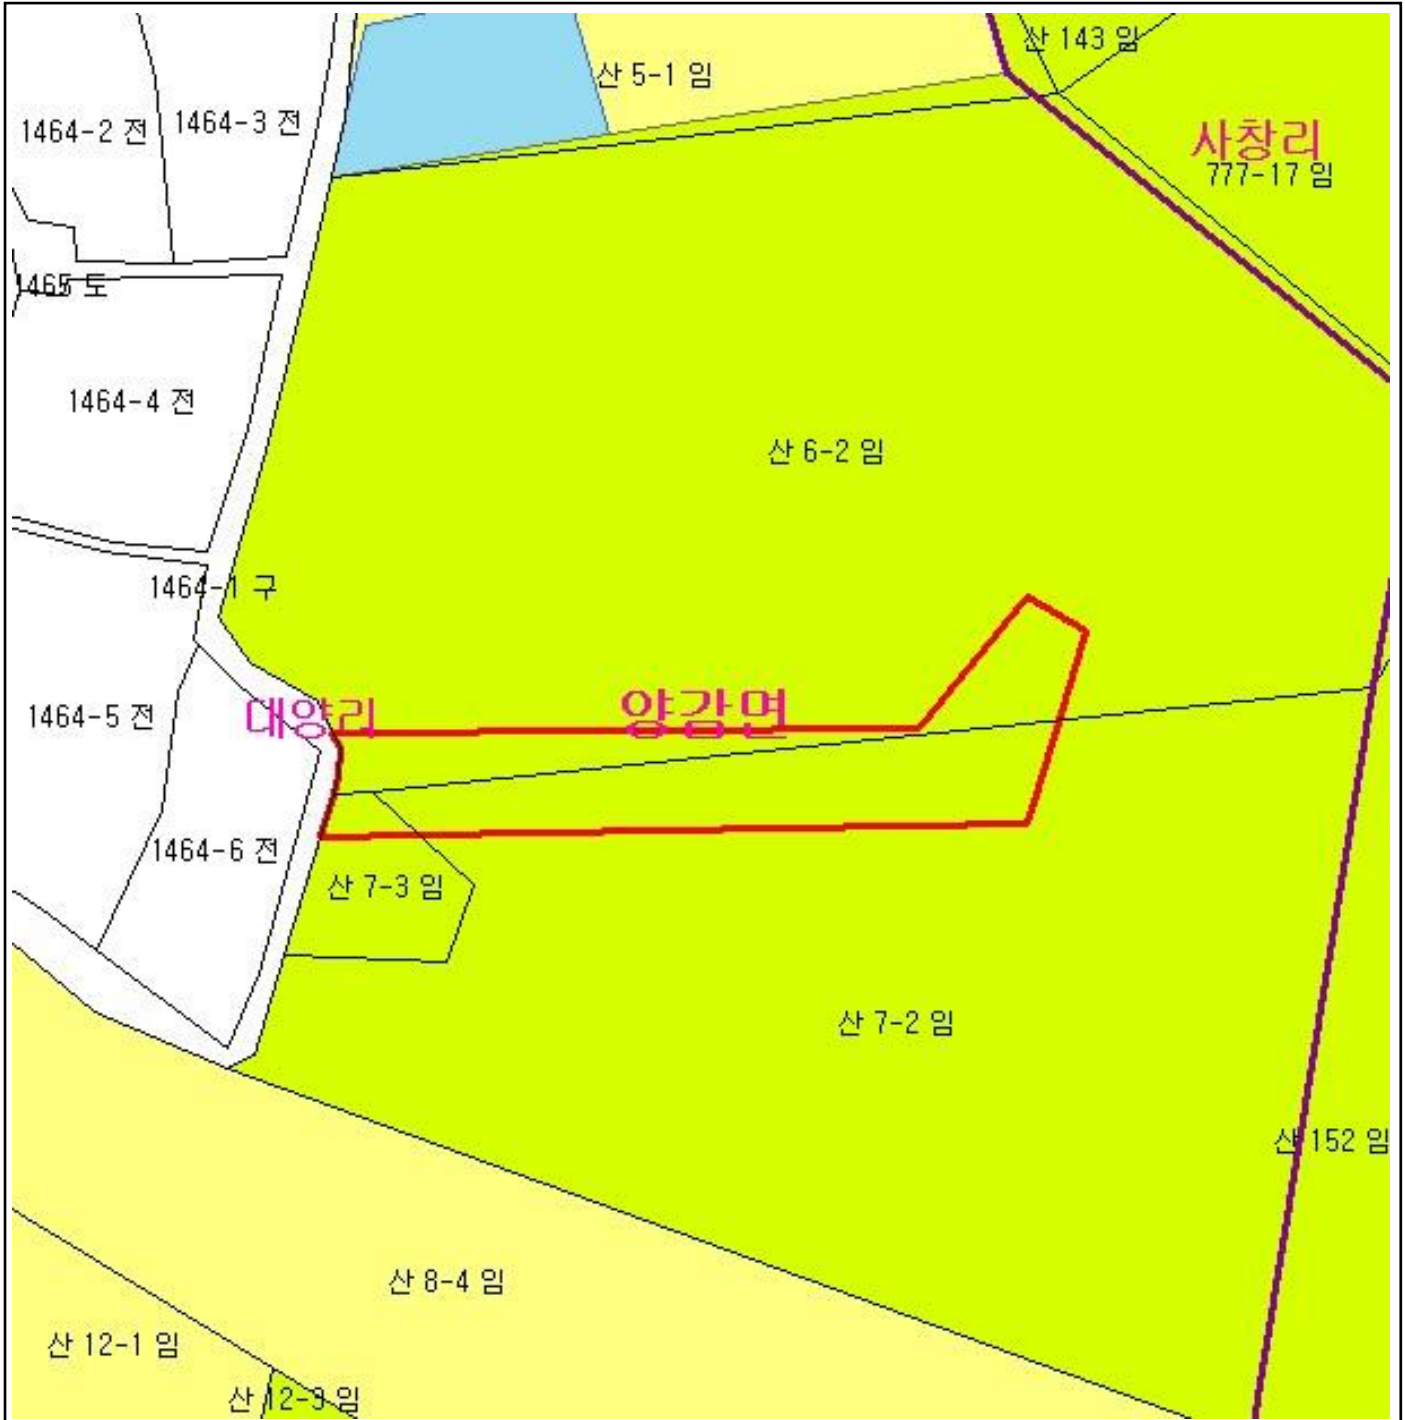 산 143 임
산 5-1 임
1464-2 전
1464-3 전
사창리
777-17 임
1465 도
1464-4 전
산 6-2 임
1464-1 구
1464-5 전
대양리
양강면
1464-6 전
산 7-3 임
산 7-2 임
산 152 임
산 8-4 임
산 12-1 임
산 12-3 임